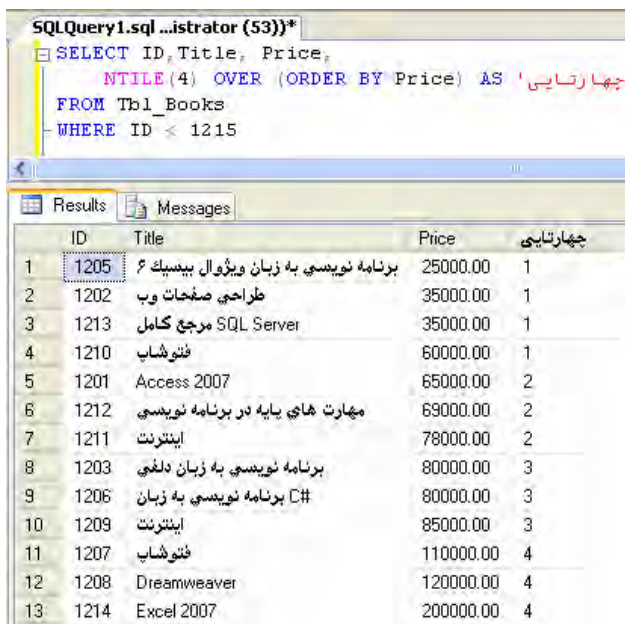 SQLQuery1.sql ...istrator (53))*
SELECT ID,Title, Price,
NTILE(4) OVER (ORDER BY Price) AS 'چهارتایی
FROM Tbl_Books
WHERE ID < 1215
Results Messages
ID Title Price چهارتایی
1 1205 برنامه نویسی به زبان ویژوال بیسیك ۶ 25000.00 1
2 1202 طراحی صفحات وب 35000.00 1
3 1213 مرجع كامل SQL Server 35000.00 1
4 1210 فتوشاپ 60000.00 1
5 1201 Access 2007 65000.00 2
6 1212 مهارت های پایه در برنامه نویسی 69000.00 2
7 1211 اینترنت 78000.00 2
8 1203 برنامه نویسی به زبان دلفی 80000.00 3
9 1206 برنامه نویسی به زبان C# 80000.00 3
10 1209 اینترنت 85000.00 3
11 1207 فتوشاپ 110000.00 4
12 1208 Dreamweaver 120000.00 4
13 1214 Excel 2007 200000.00 4